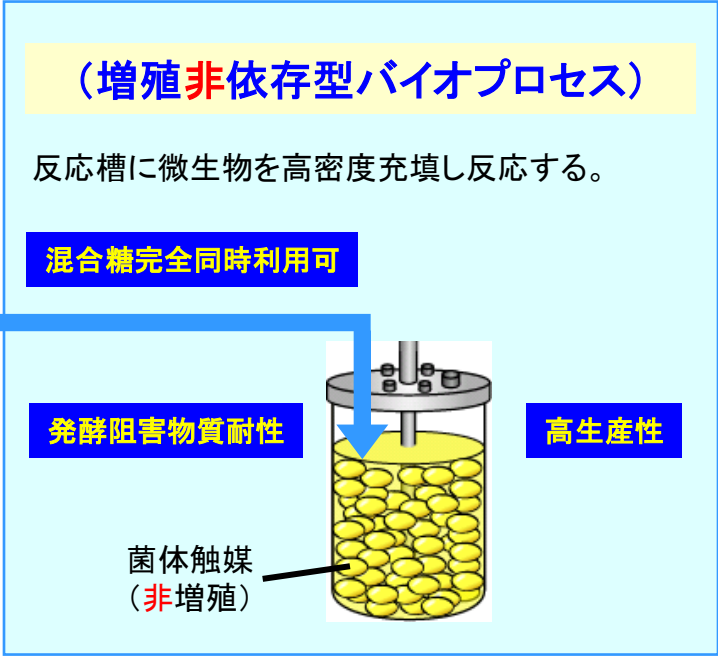 （増殖非依存型バイオプロセス）
反応槽に微生物を高密度充填し反応する。
混合糖完全同時利用可
発酵阻害物質耐性
高生産性
菌体触媒
（非増殖）